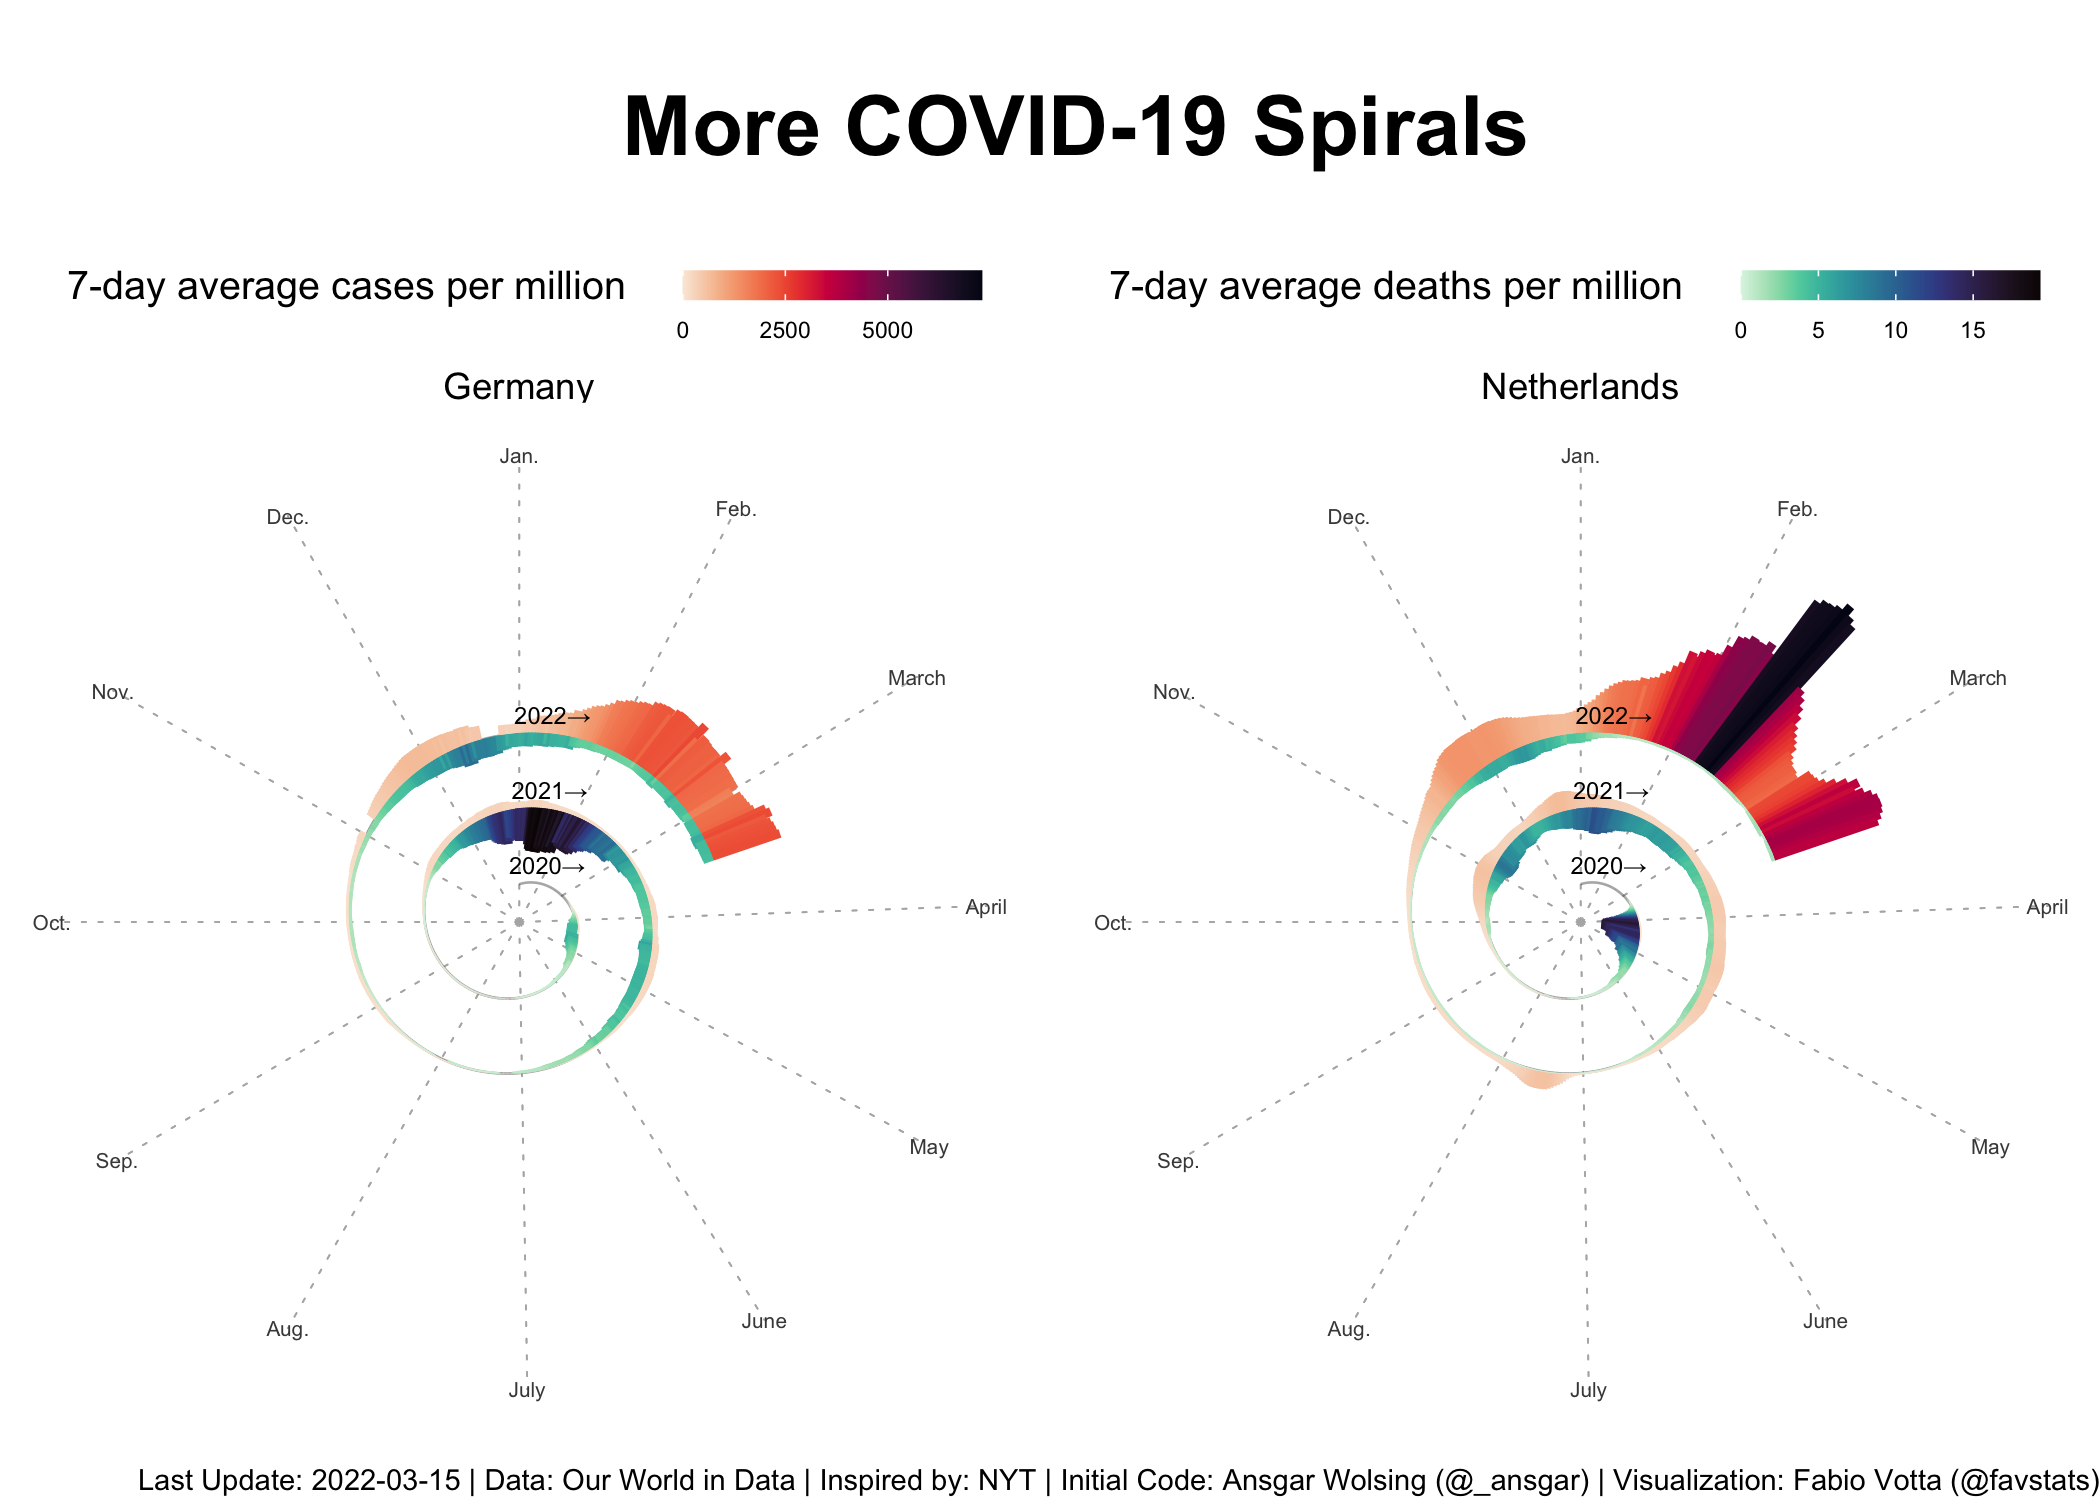 More COVID-19 Spirals
7-day average cases per million
0 2500 5000
7-day average deaths per million
0 5 10 15
Germany
Jan.
Feb.
March
April
May
June
July
Aug.
Sep.
Oct.
Nov.
Dec.
2022→
2021→
2020→
Netherlands
Jan.
Feb.
March
April
May
June
July
Aug.
Sep.
Oct.
Nov.
Dec.
2022→
2021→
2020→
Last Update: 2022-03-15 | Data: Our World in Data | Inspired by: NYT | Initial Code: Ansgar Wolsing (@_ansgar) | Visualization: Fabio Votta (@favstats)